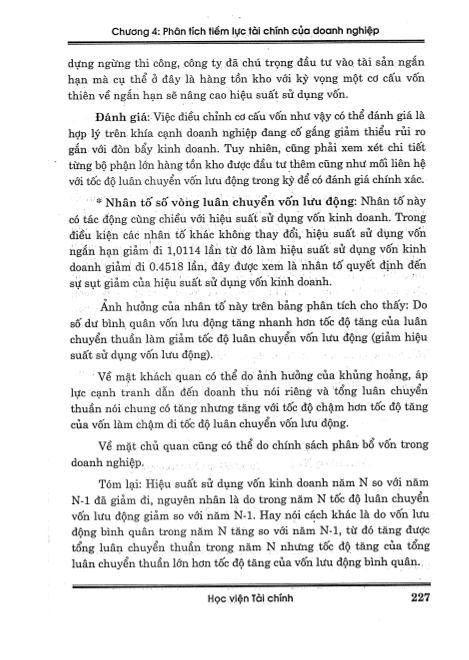 Chương 4: Phân tích tiềm lực tài chính của doanh nghiệp
dựng ngừng thi công, công ty đã chú trọng đầu tư vào tài sản ngắn
hạn mà cụ thể ở đây là hàng tồn kho với kỳ vọng một cơ cấu vốn
thiên về ngắn hạn sẽ nâng cao hiệu suất sử dụng vốn.
Đánh giá: Việc điều chỉnh cơ cấu vốn như vậy có thể đánh giá là
hợp lý trên khía cạnh doanh nghiệp đang cố gắng giảm thiểu rủi ro
gắn với đòn bẩy kinh doanh. Tuy nhiên, cũng phải xem xét chi tiết
từng bộ phận lớn hàng tồn kho được đầu tư thêm cũng như mối liên hệ
với tốc độ luân chuyển vốn lưu động trong kỳ để có đánh giá chính xác.
* Nhân tố số vòng luân chuyển vốn lưu động: Nhân tố này
có tác động cùng chiều với hiệu suất sử dụng vốn kinh doanh. Trong
điều kiện các nhân tố khác không thay đổi, hiệu suất sử dụng vốn
ngắn hạn giảm đi 1,0114 lần từ đó làm hiệu suất sử dụng vốn kinh
doanh giảm đi 0.4518 lần, đây được xem là nhân tố quyết định đến
sự sụt giảm của hiệu suất sử dụng vốn kinh doanh.
Ảnh hưởng của nhân tố này trên bảng phân tích cho thấy: Do
số dư bình quân vốn lưu động tăng nhanh hơn tốc độ tăng của luân
chuyển thuần làm giảm tốc độ luân chuyển vốn lưu động (giảm hiệu
suất sử dụng vốn lưu động).
Về mặt khách quan có thể do ảnh hưởng của khủng hoảng, áp
lực cạnh tranh dẫn đến doanh thu nói riêng và tổng luân chuyển
thuần nói chung có tăng nhưng tăng với tốc độ chậm hơn tốc độ tăng
của vốn làm chậm đi tốc độ luân chuyển vốn lưu động.
Về mặt chủ quan cũng có thể do chính sách phân bổ vốn trong
doanh nghiệp.
Tóm lại: Hiệu suất sử dụng vốn kinh doanh năm N so với năm
N-1 đã giảm đi, nguyên nhân là do trong năm N tốc độ luân chuyển
vốn lưu động giảm so với năm N-1. Hay nói cách khác là do vốn lưu
động bình quân trong năm N tăng so với năm N-1, từ đó tăng được
tổng luân chuyển thuần trong năm N nhưng tốc độ tăng của tổng
luân chuyển thuần lớn hơn tốc độ tăng của vốn lưu động bình quân.
Học viện Tài chính
227